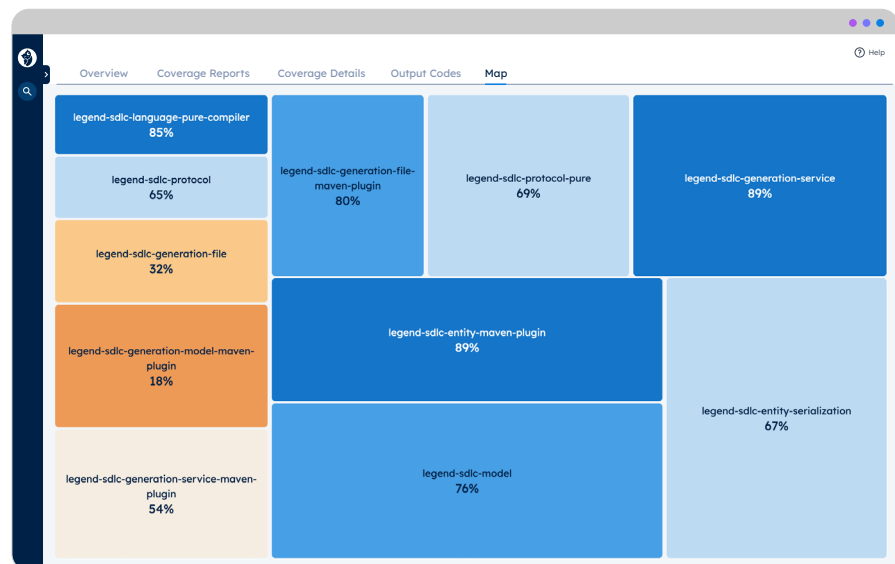 Help
Overview
Coverage Reports
Coverage Details
Output Codes
Map
legend-sdlc-language-pure-compiler
85%
legend-sdlc-protocol
65%
legend-sdlc-generation-file
32%
legend-sdlc-generation-model-maven-
plugin
18%
legend-sdlc-generation-service-maven-
plugin
54%
legend-sdlc-generation-file-
maven-plugin
80%
legend-sdlc-protocol-pure
69%
legend-sdlc-generation-service
89%
legend-sdlc-entity-maven-plugin
89%
legend-sdlc-model
76%
legend-sdlc-entity-serialization
67%